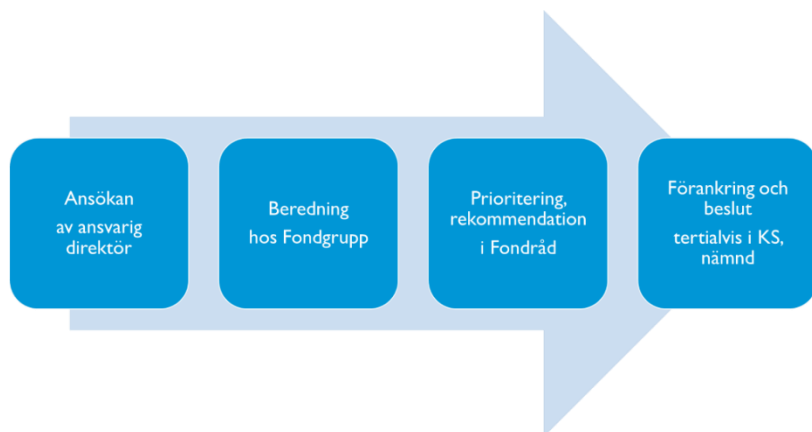 Ansökan
av ansvarig
direktör
Beredning
hos Fondgrupp
Prioritering,
rekommendation
i Fondråd
Förankring och
beslut
tertialvis i KS,
nämnd